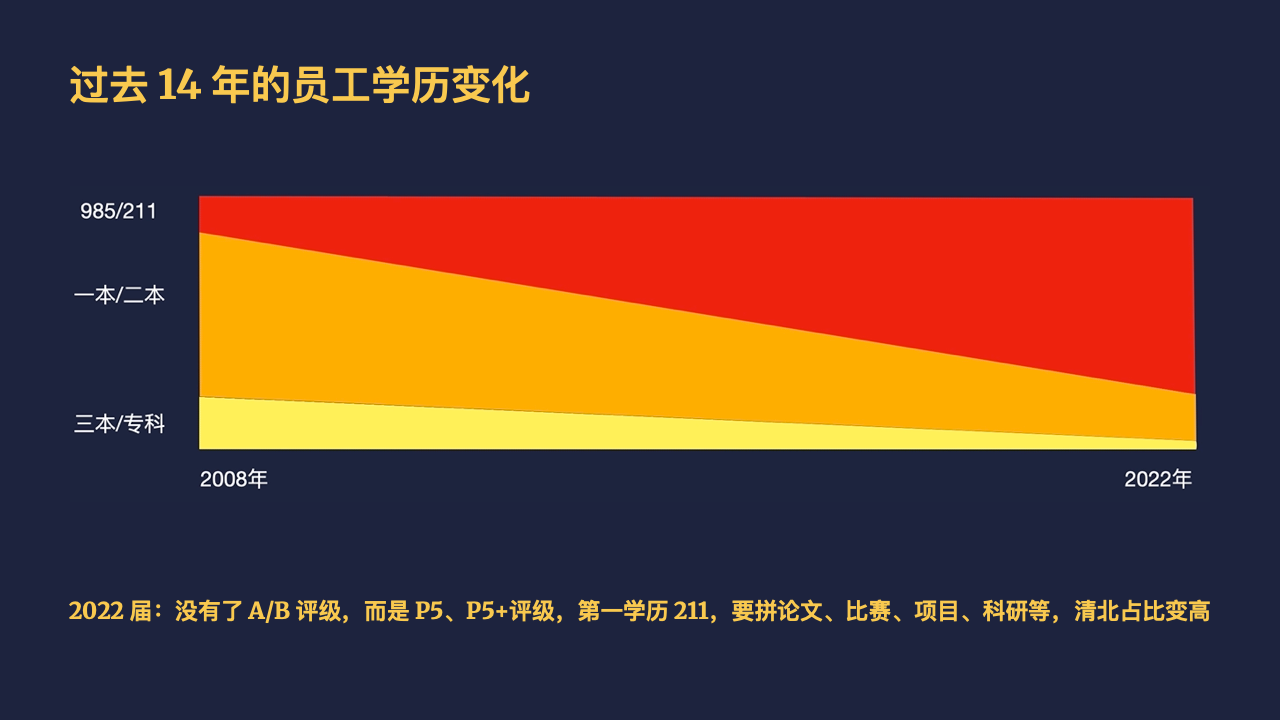 过去 14 年的员工学历变化
985/211
一本/二本
三本/专科
2008年
2022年
2022 届：没有了 A/B 评级，而是 P5、P5+评级，第一学历 211，要拼论文、比赛、项目、科研等，清北占比变高